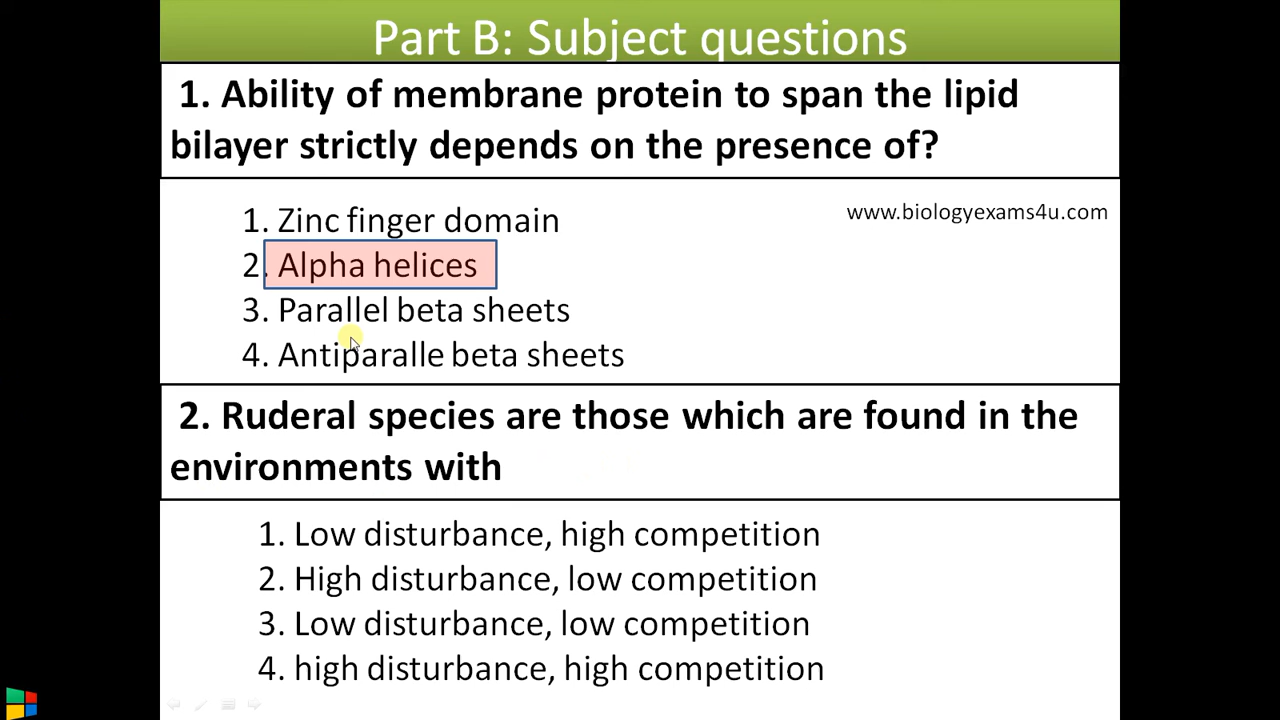 Part B: Subject questions
1. Ability of membrane protein to span the lipid
bilayer strictly depends on the presence of?
1. Zinc finger domain
www.biologyexams4u.com
2. Alpha helices
3. Parallel beta sheets
4. Antiparalle beta sheets
2. Ruderal species are those which are found in the
environments with
1. Low disturbance, high competition
2. High disturbance, low competition
3. Low disturbance, low competition
4. high disturbance, high competition